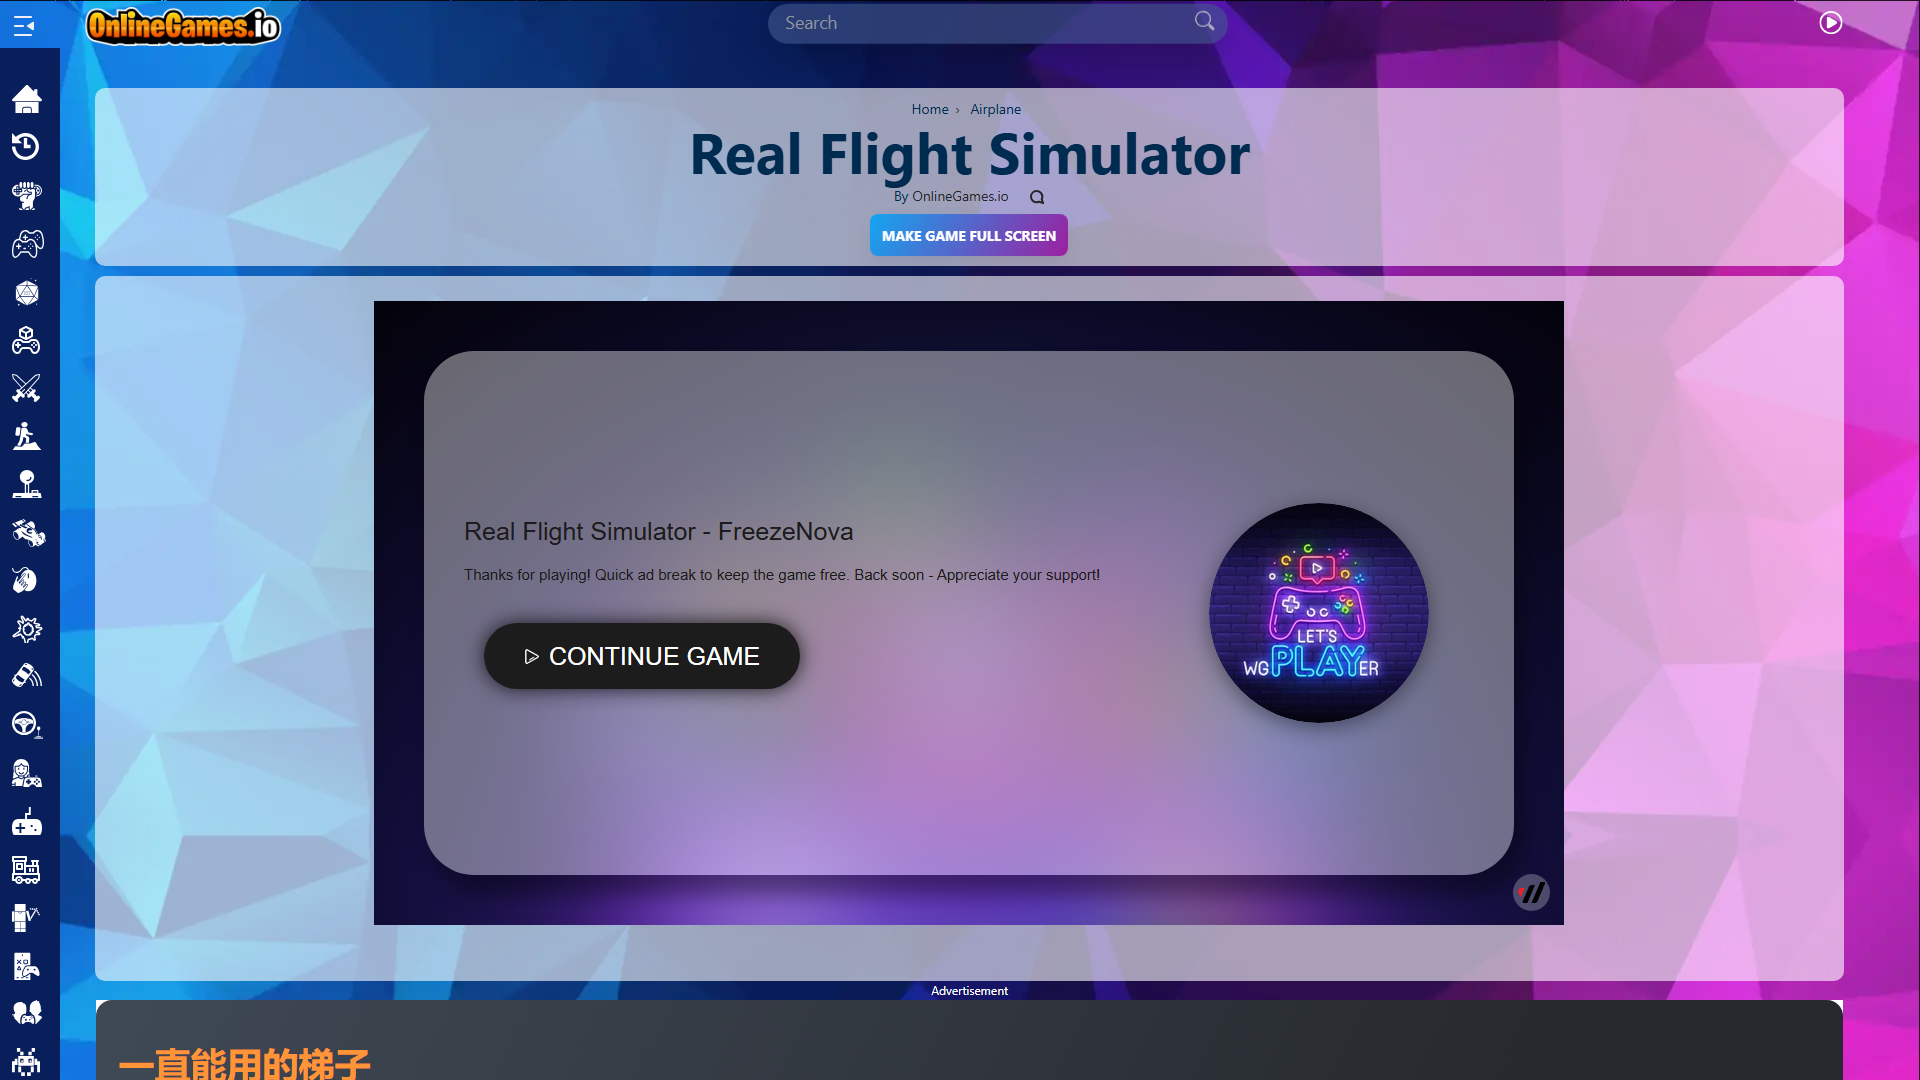 OnlineGames.io
Search
Home › Airplane
Real Flight Simulator
By OnlineGames.io
MAKE GAME FULL SCREEN
Real Flight Simulator - FreezeNova
Thanks for playing! Quick ad break to keep the game free. Back soon - Appreciate your support!
CONTINUE GAME
LET'S
WGPLAYER
Advertisement
一直能用的梯子